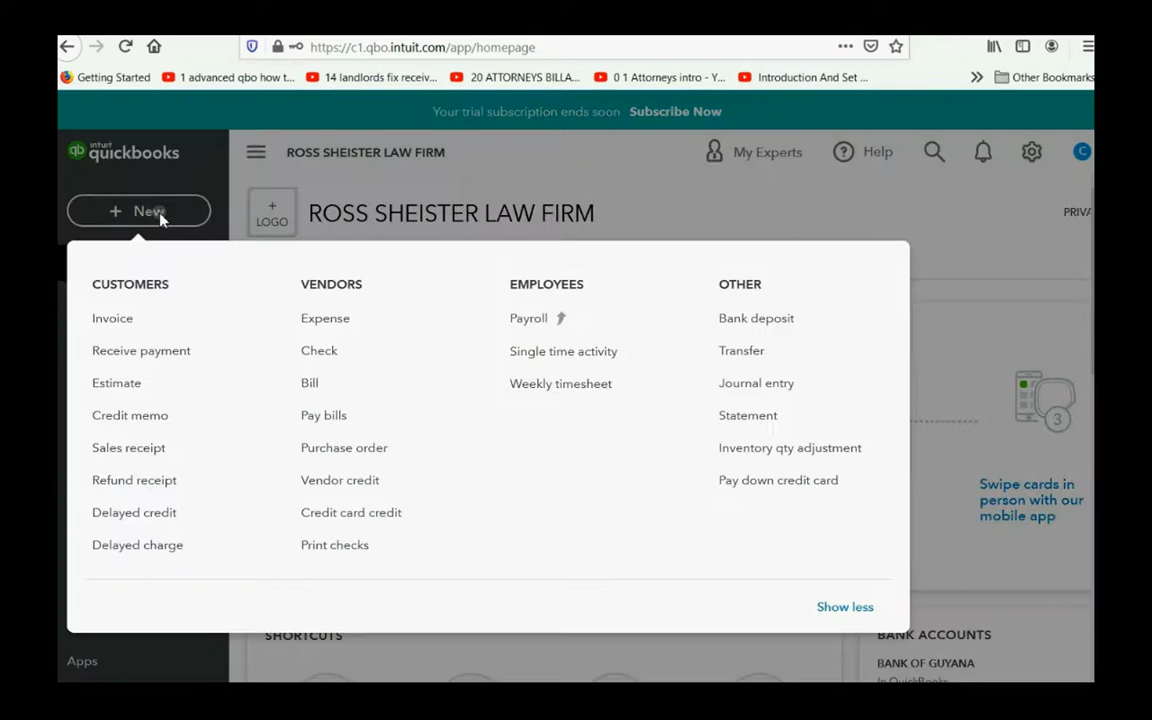 https://c1.qbo.intuit.com/app/homepage
Getting Started
1 advanced qbo how t...
14 landlords fix receiv...
20 ATTORNEYS BILLA...
0 1 Attorneys intro - Y...
Introduction And Set ...
Other Bookmarks
Your trial subscription ends soon Subscribe Now
qb intuit quickbooks
ROSS SHEISTER LAW FIRM
My Experts
Help
C
+ New
+ LOGO
ROSS SHEISTER LAW FIRM
CUSTOMERS
Invoice
Receive payment
Estimate
Credit memo
Sales receipt
Refund receipt
Delayed credit
Delayed charge
VENDORS
Expense
Check
Bill
Pay bills
Purchase order
Vendor credit
Credit card credit
Print checks
EMPLOYEES
Payroll
Single time activity
Weekly timesheet
OTHER
Bank deposit
Transfer
Journal entry
Statement
Inventory qty adjustment
Pay down credit card
Show less
3
Swipe cards in
person with our
mobile app
SHORTCUTS
BANK ACCOUNTS
BANK OF GUYANA
In QuickBooks
Apps